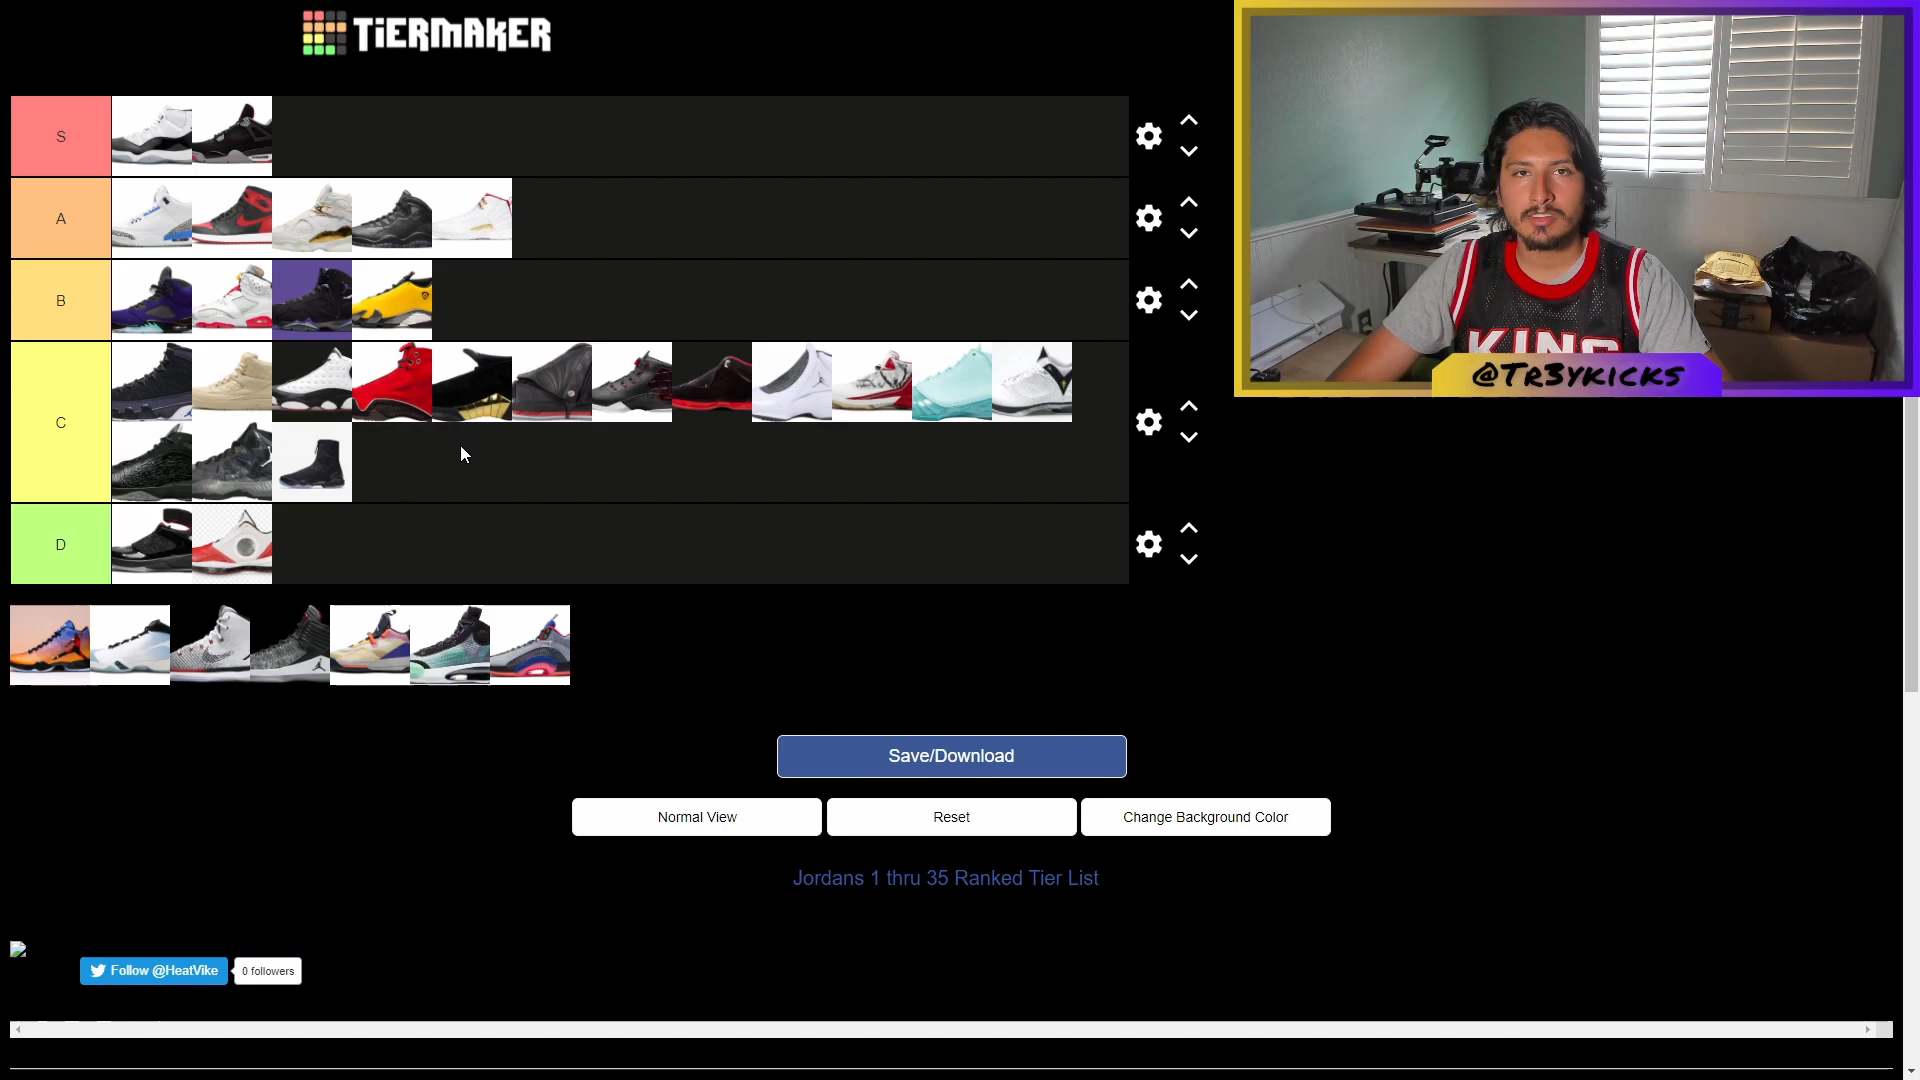 TiERMAKER
S
A
B
C
D
KING
@TR3YKICKS
Save/Download
Normal View
Reset
Change Background Color
Jordans 1 thru 35 Ranked Tier List
Follow @HeatVike
0 followers